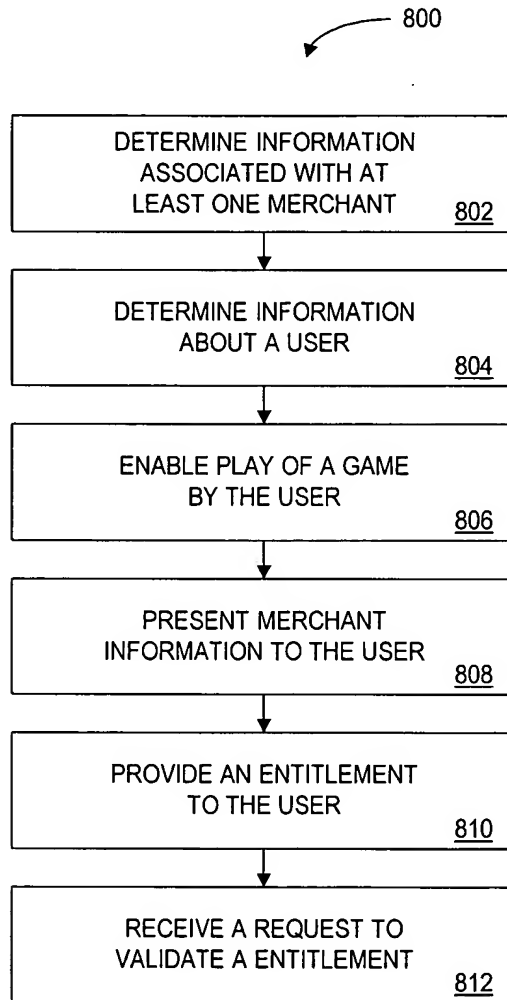 800
DETERMINE INFORMATION
ASSOCIATED WITH AT
LEAST ONE MERCHANT
802
DETERMINE INFORMATION
ABOUT A USER
804
ENABLE PLAY OF A GAME
BY THE USER
806
PRESENT MERCHANT
INFORMATION TO THE USER
808
PROVIDE AN ENTITLEMENT
TO THE USER
810
RECEIVE A REQUEST TO
VALIDATE A ENTITLEMENT
812